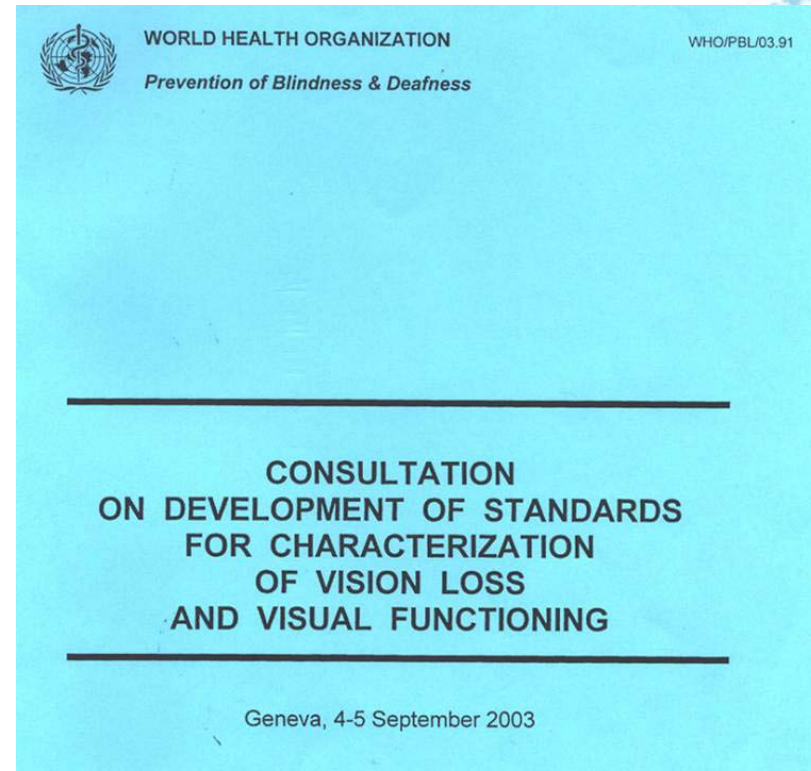 WORLD HEALTH ORGANIZATION
WHO/PBL/03.91
Prevention of Blindness & Deafness
CONSULTATION
ON DEVELOPMENT OF STANDARDS
FOR CHARACTERIZATION
OF VISION LOSS
AND VISUAL FUNCTIONING
Geneva, 4-5 September 2003